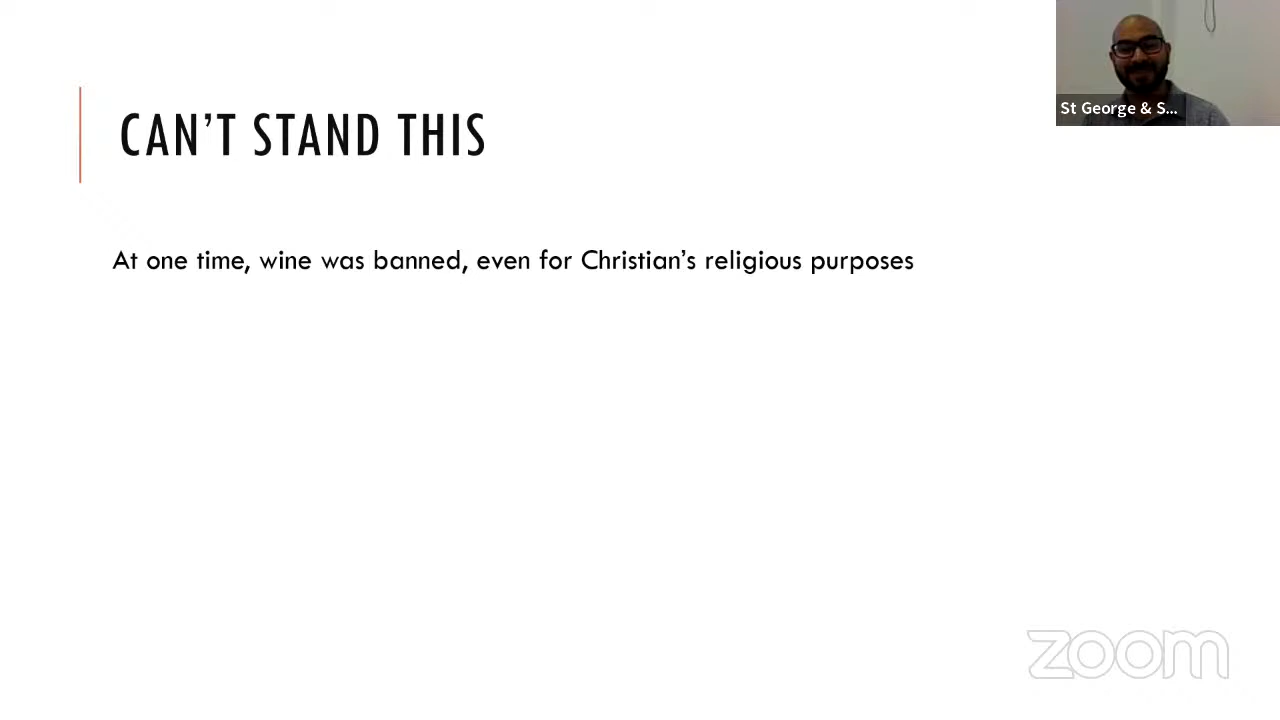 St George & S...
CAN'T STAND THIS
At one time, wine was banned, even for Christian's religious purposes
zoom